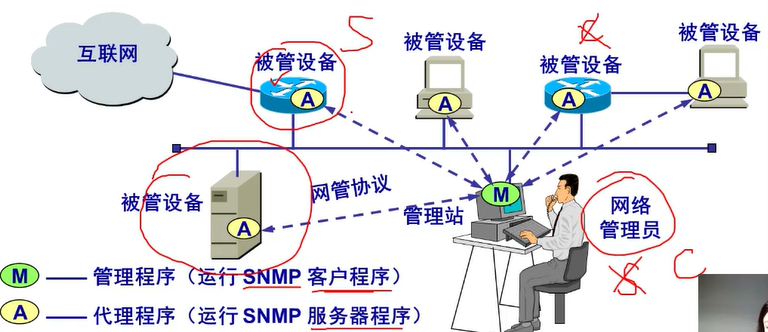 互联网
被管设备
S
被管设备
被管设备
被管设备
A
A
A
A
被管设备
A
网管协议
管理站
M
网络
管理员
S C
M 管理程序（运行 SNMP 客户程序）
A 代理程序（运行 SNMP 服务器程序）